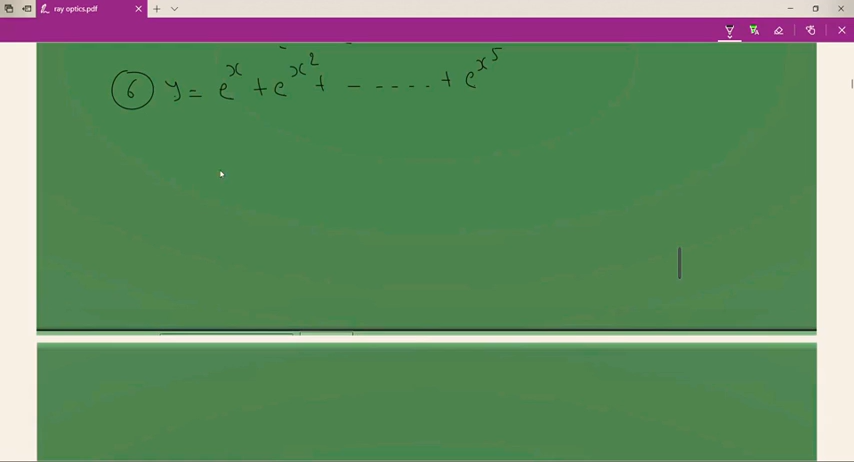 ray optics.pdf
⑥ y = e^x + e^{x^2} + - ..... + e^{x^5}